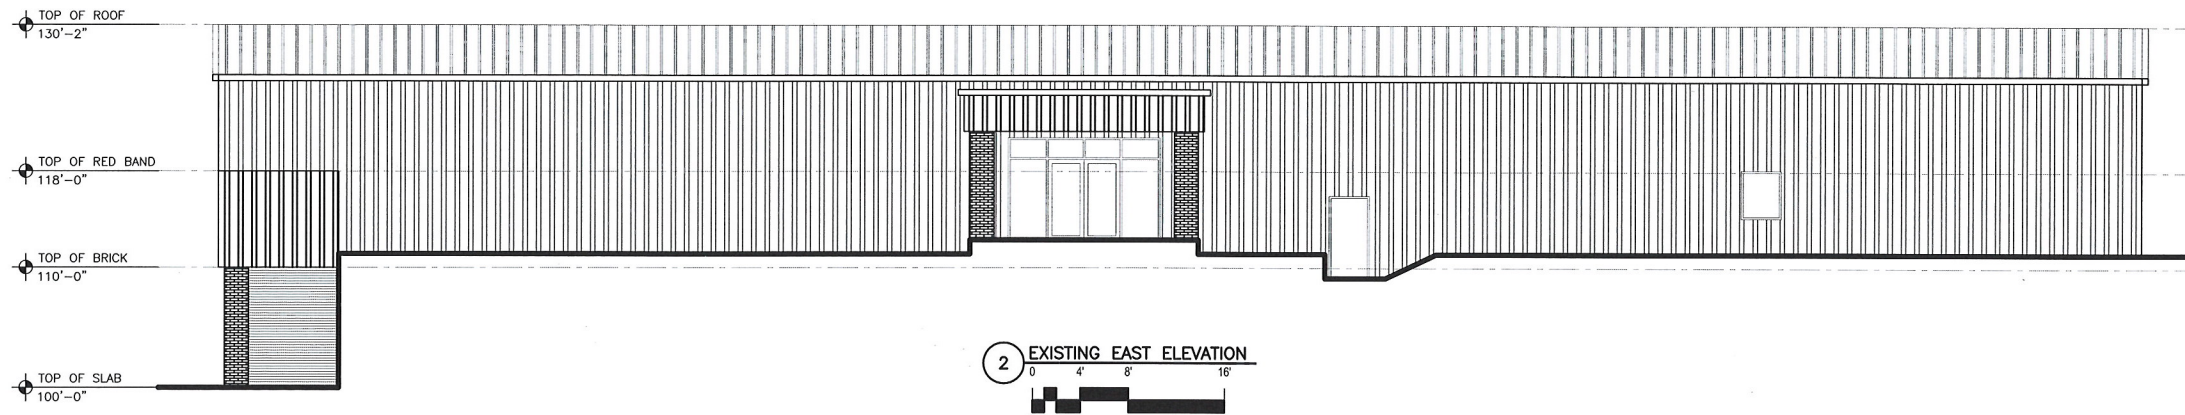 TOP OF ROOF
130'-2"
TOP OF RED BAND
118'-0"
TOP OF BRICK
110'-0"
TOP OF SLAB
100'-0"
2 EXISTING EAST ELEVATION
0 4' 8' 16'